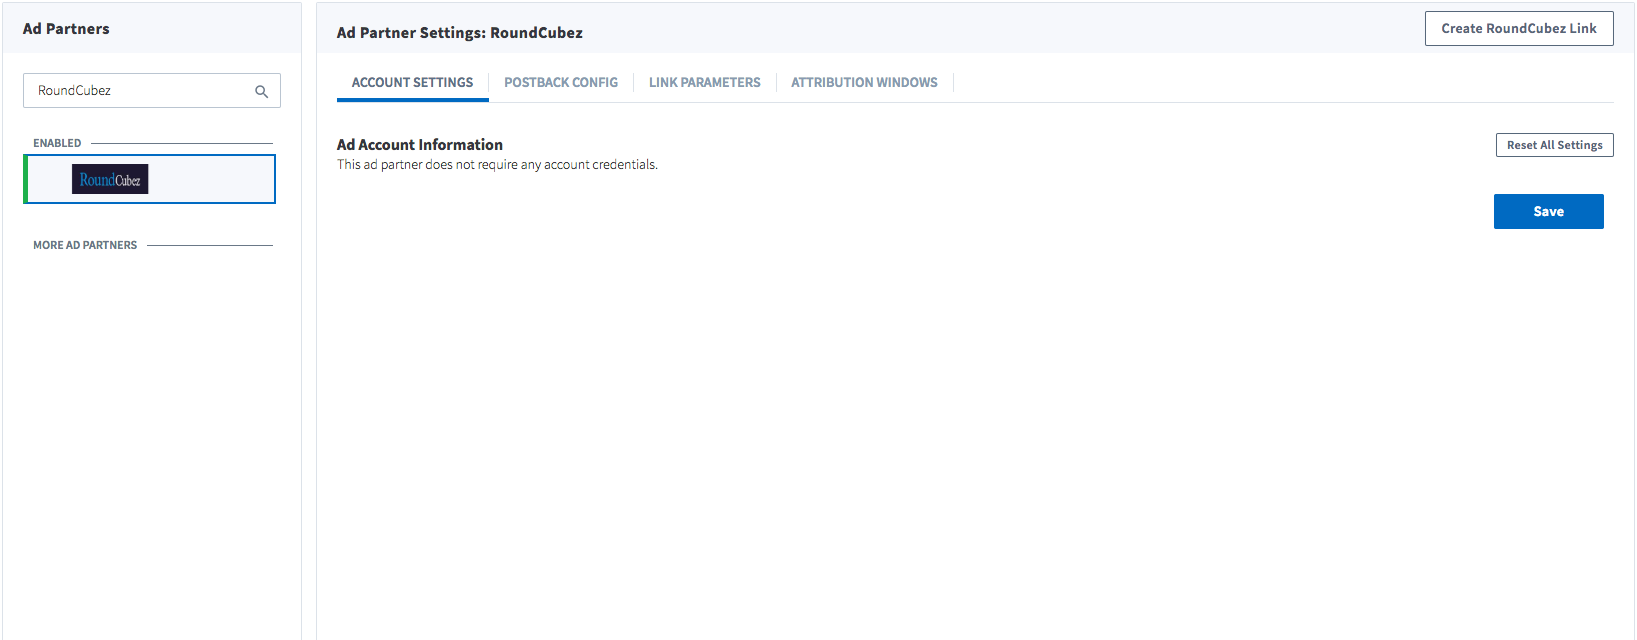 Ad Partners
RoundCubez
ENABLED
RoundCubez
MORE AD PARTNERS
Ad Partner Settings: RoundCubez
Create RoundCubez Link
ACCOUNT SETTINGS
POSTBACK CONFIG
LINK PARAMETERS
ATTRIBUTION WINDOWS
Ad Account Information
This ad partner does not require any account credentials.
Reset All Settings
Save